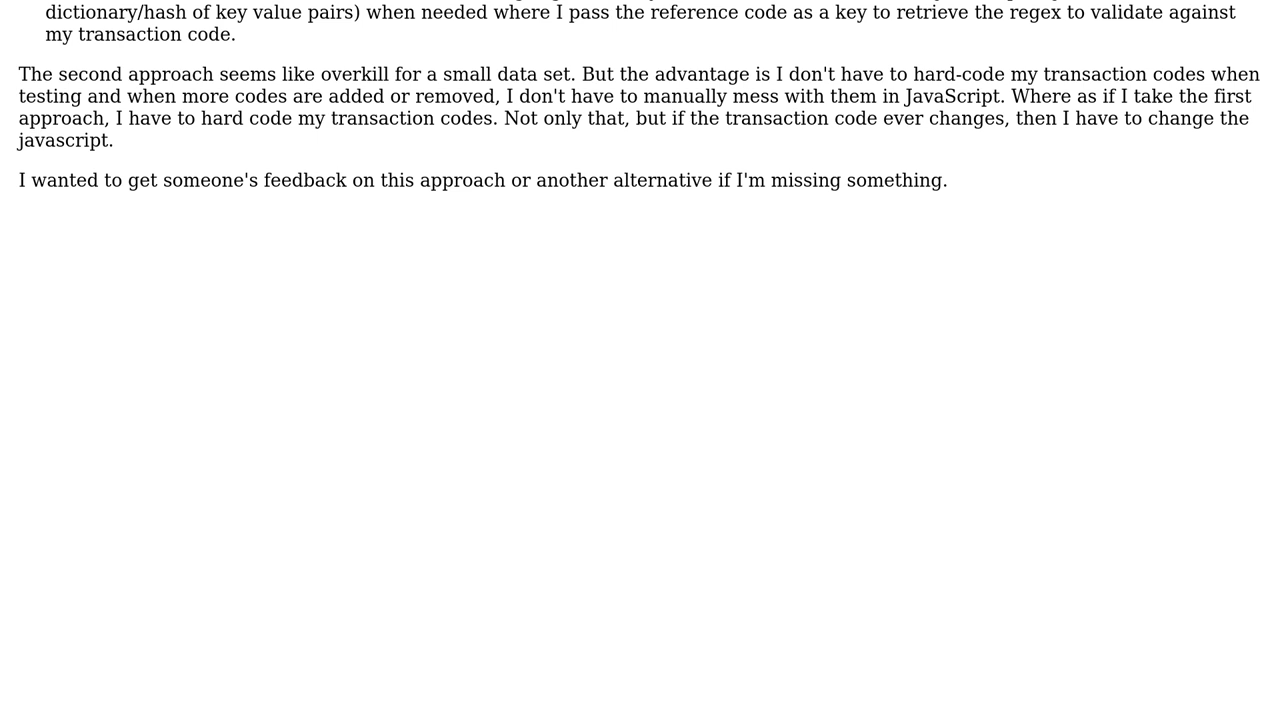 dictionary/hash of key value pairs) when needed where I pass the reference code as a key to retrieve the regex to validate against
my transaction code.
The second approach seems like overkill for a small data set. But the advantage is I don't have to hard-code my transaction codes when
testing and when more codes are added or removed, I don't have to manually mess with them in JavaScript. Where as if I take the first
approach, I have to hard code my transaction codes. Not only that, but if the transaction code ever changes, then I have to change the
javascript.
I wanted to get someone's feedback on this approach or another alternative if I'm missing something.